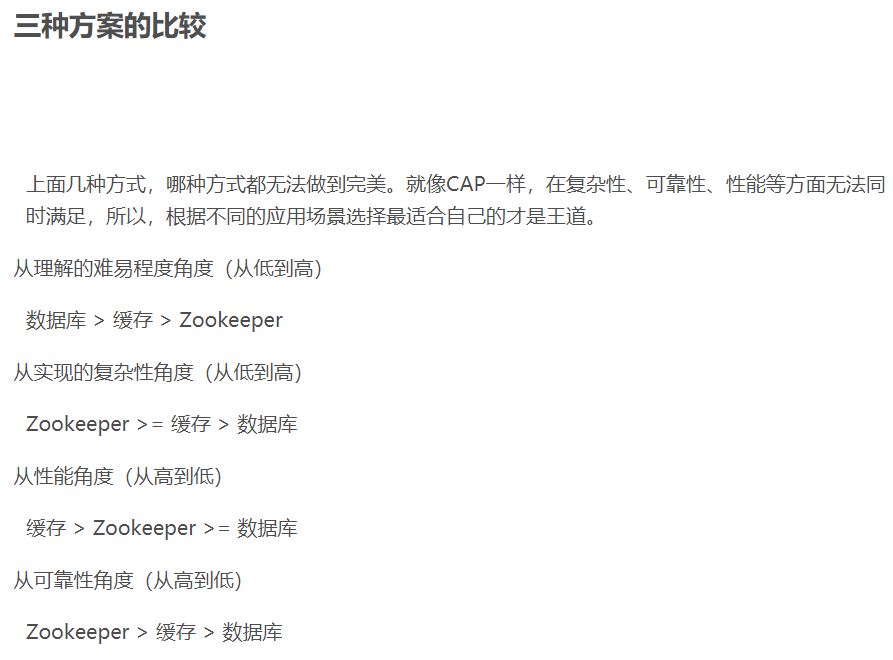 三种方案的比较
上面几种方式，哪种方式都无法做到完美。就像CAP一样，在复杂性、可靠性、性能等方面无法同
时满足，所以，根据不同的应用场景选择最适合自己的才是王道。
从理解的难易程度角度（从低到高）
数据库 > 缓存 > Zookeeper
从实现的复杂性角度（从低到高）
Zookeeper >= 缓存 > 数据库
从性能角度（从高到低）
缓存 > Zookeeper >= 数据库
从可靠性角度（从高到低）
Zookeeper > 缓存 > 数据库